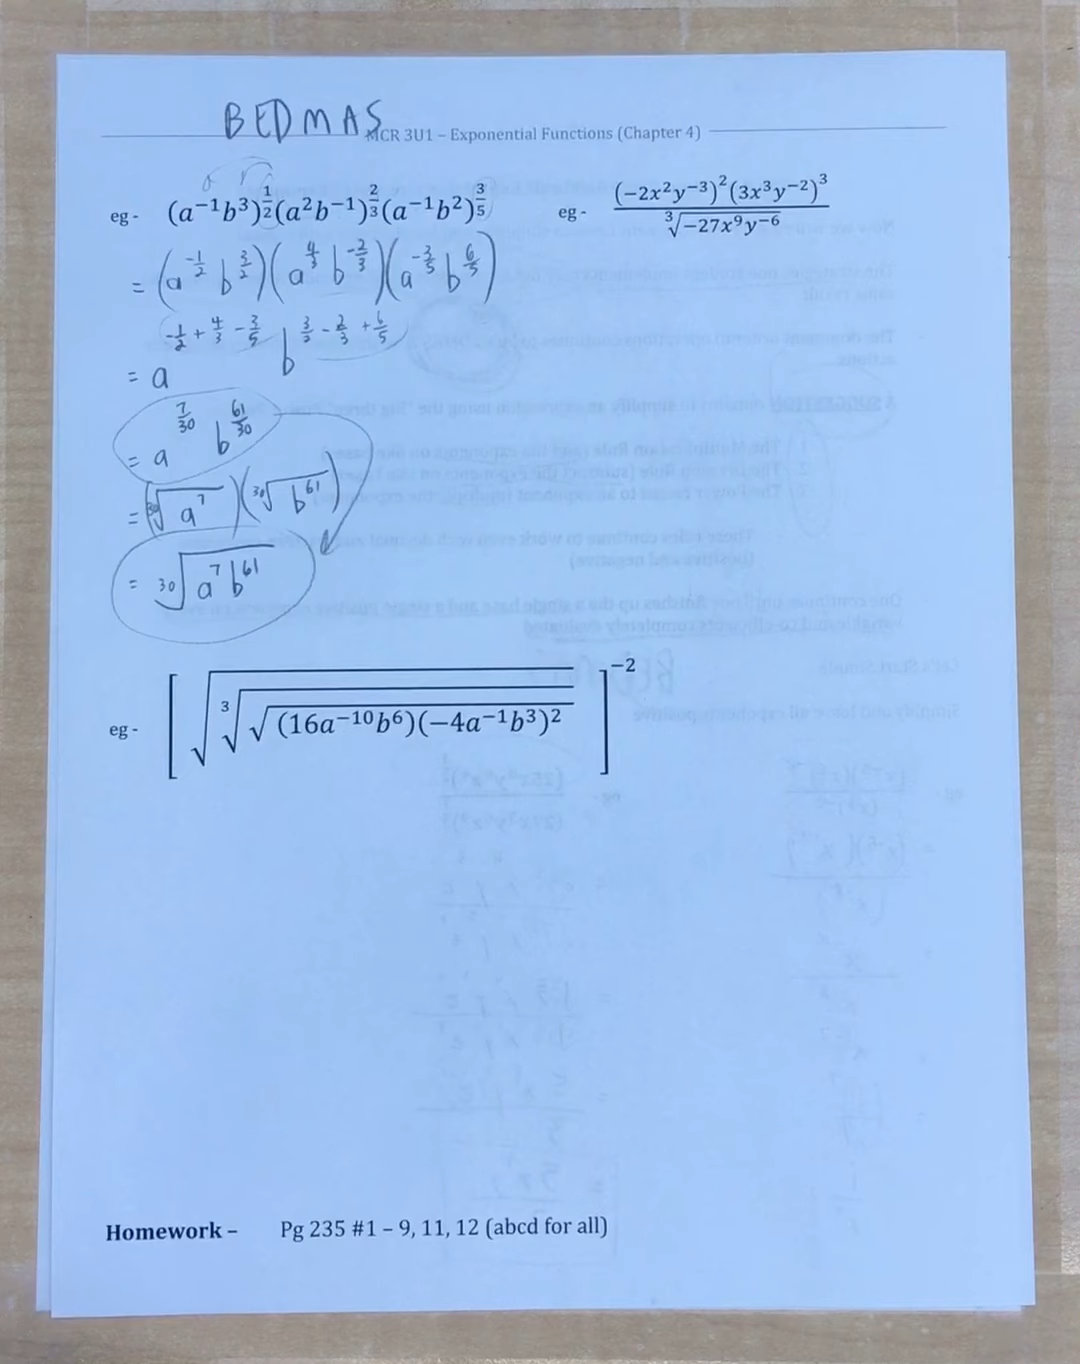 BEDMAS
MCR 3U1 – Exponential Functions (Chapter 4)
eg - (a⁻¹b³)^(1/2)(a²b⁻¹)^(2/3)(a⁻¹b²)^(3/5)
= (a^(-1/2) b^(3/2))(a^(4/3) b^(-2/3))(a^(-3/5) b^(6/5))
= a^(-1/2 + 4/3 - 3/5) b^(3/2 - 2/3 + 6/5)
= a^(7/30) b^(61/30)
= (³⁰√a⁷)(³⁰√b⁶¹)
= ³⁰√a⁷b⁶¹
eg - (−2x²y⁻³)²(3x³y⁻²)³
³√−27x⁹y⁻⁶
eg - [√³√√(16a⁻¹⁰b⁶)(−4a⁻¹b³)²]⁻²
Homework – Pg 235 #1 – 9, 11, 12 (abcd for all)